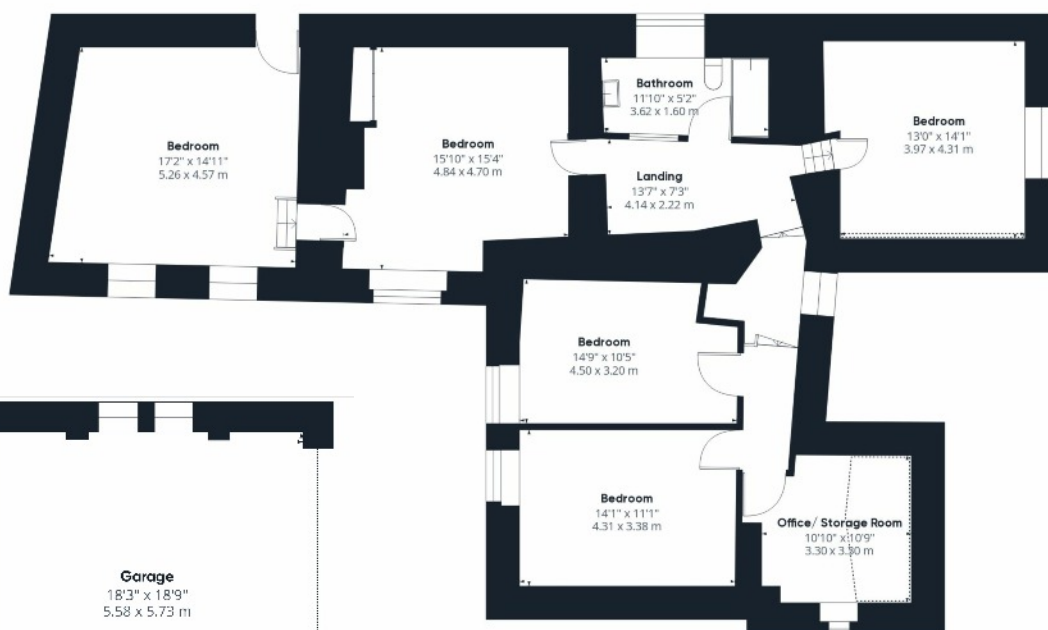 Bedroom
17'2" x 14'11"
5.26 x 4.57 m
Bedroom
15'10" x 15'4"
4.84 x 4.70 m
Bathroom
11'10" x 5'2"
3.62 x 1.60 m
Landing
13'7" x 7'3"
4.14 x 2.22 m
Bedroom
13'0" x 14'1"
3.97 x 4.31 m
Bedroom
14'9" x 10'5"
4.50 x 3.20 m
Bedroom
14'1" x 11'1"
4.31 x 3.38 m
Office/ Storage Room
10'10" x 10'9"
3.30 x 3.30 m
Garage
18'3" x 18'9"
5.58 x 5.73 m